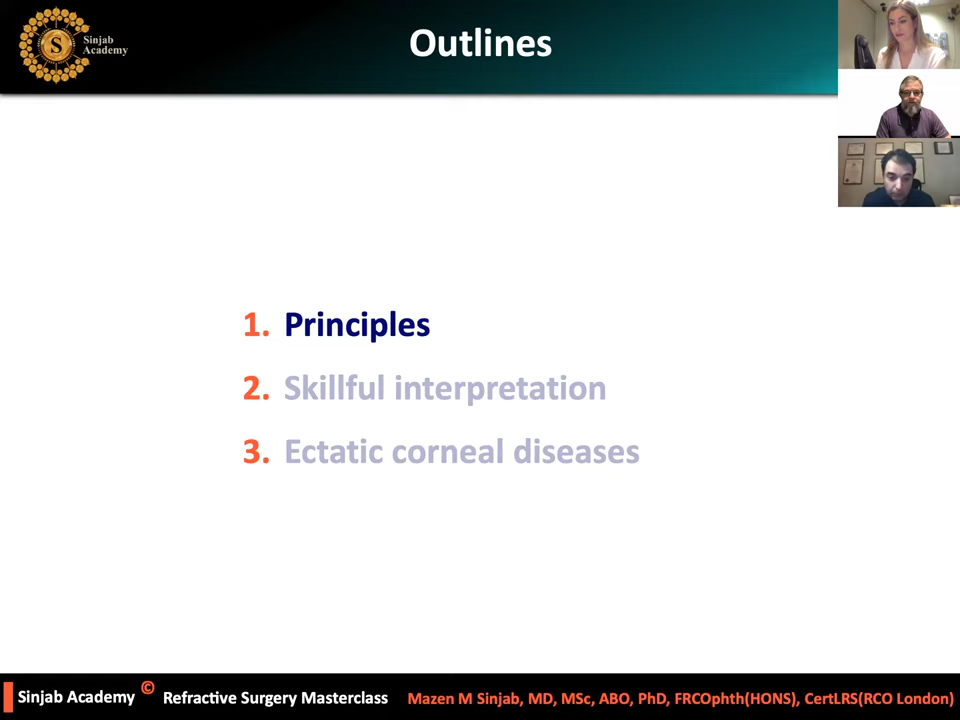 S
Sinjab
Academy
Outlines
1. Principles
2. Skillful interpretation
3. Ectatic corneal diseases
Sinjab Academy © Refractive Surgery Masterclass Mazen M Sinjab, MD, MSc, ABO, PhD, FRCOphth(HONS), CertLRS(RCO London)